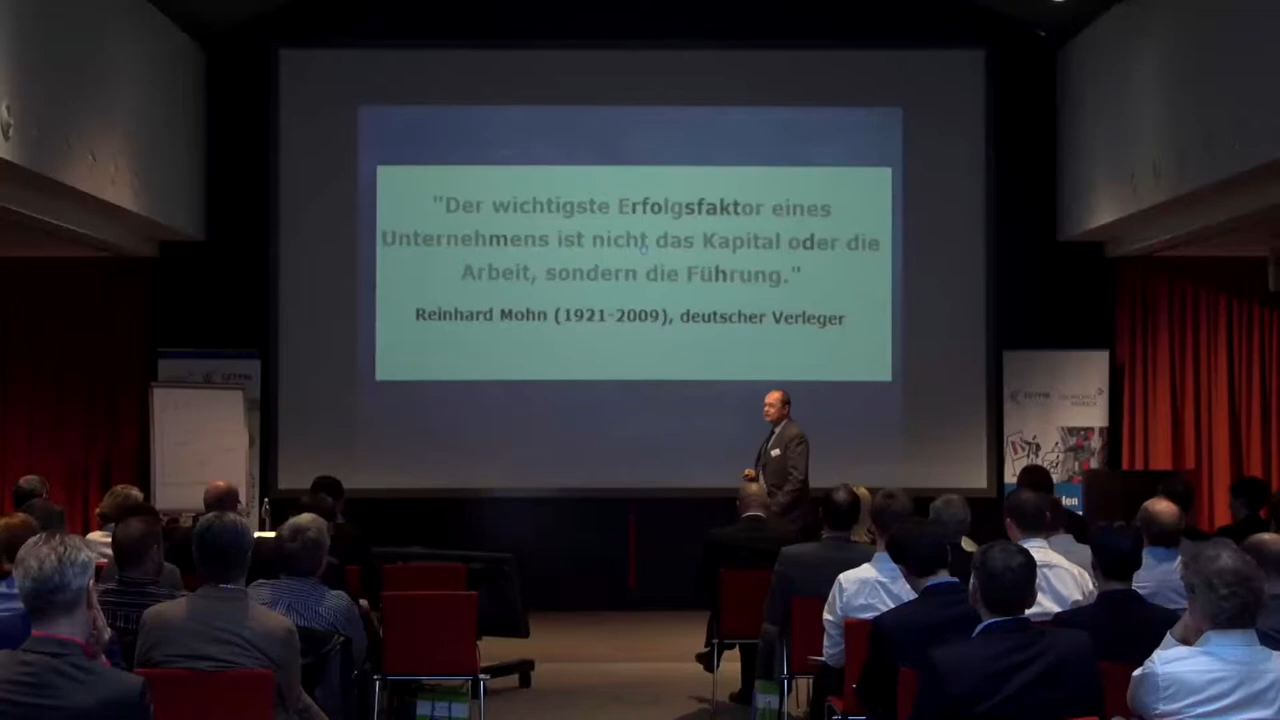 "Der wichtigste Erfolgsfaktor eines
Unternehmens ist nicht das Kapital oder die
Arbeit, sondern die Führung."
Reinhard Mohn (1921-2009), deutscher Verleger